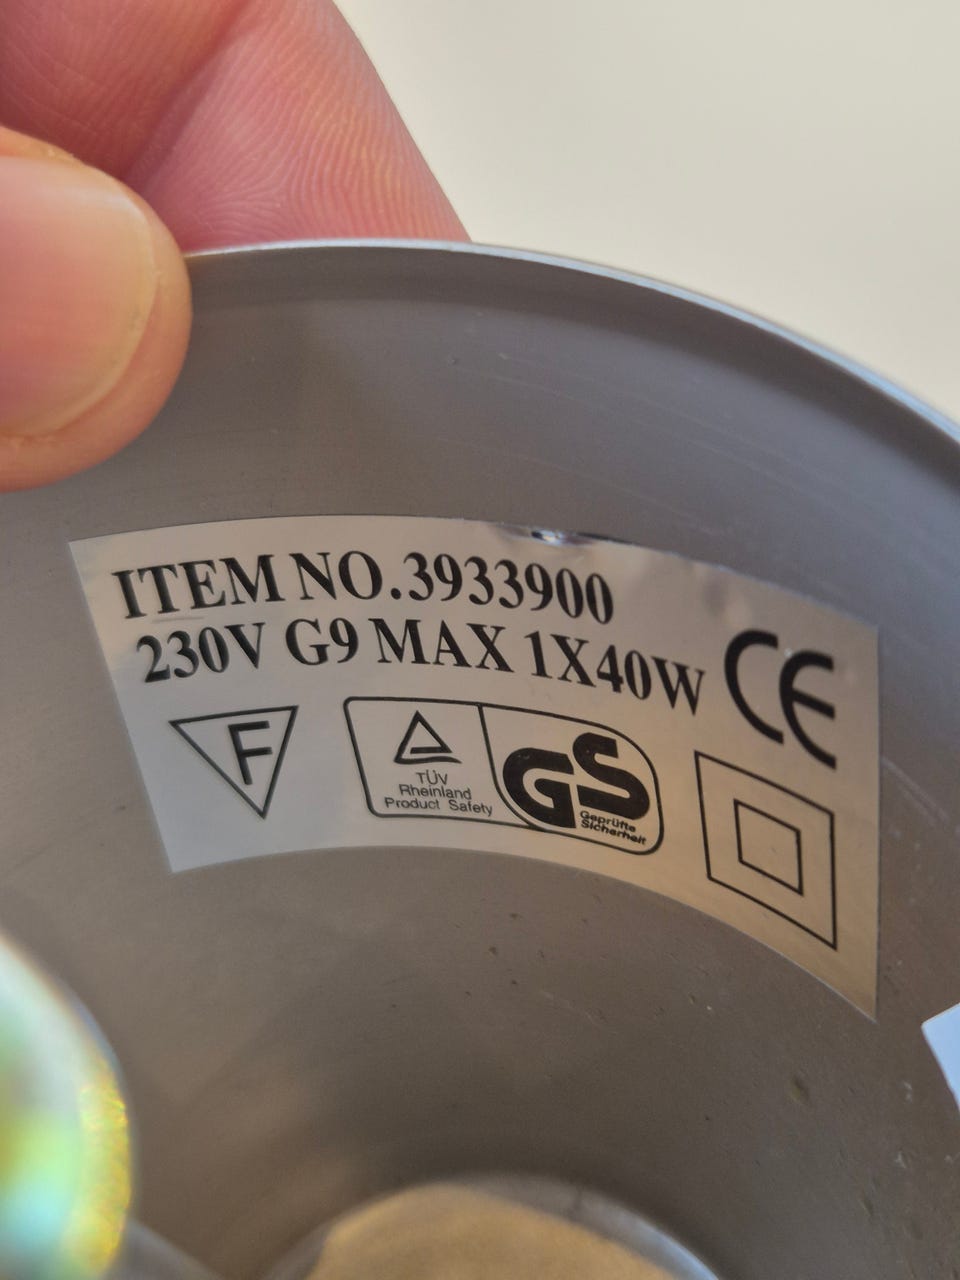 ITEM NO.3933900
230V G9 MAX 1X40W
CE
F
TÜV
Rheinland
Product Safety
GS
Geprüfte
Sicherheit